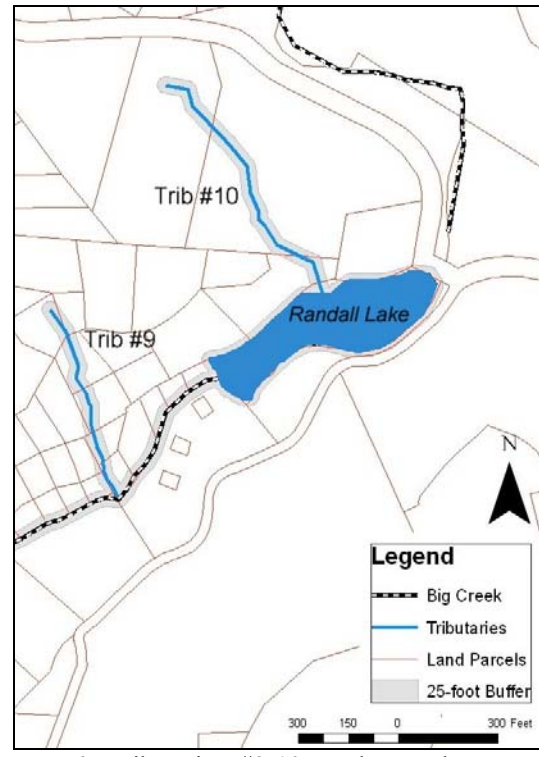 Trib #10
Randall Lake
Trib #9
N
Legend
Big Creek
Tributaries
Land Parcels
25-foot Buffer
300 150 0 300 Feet